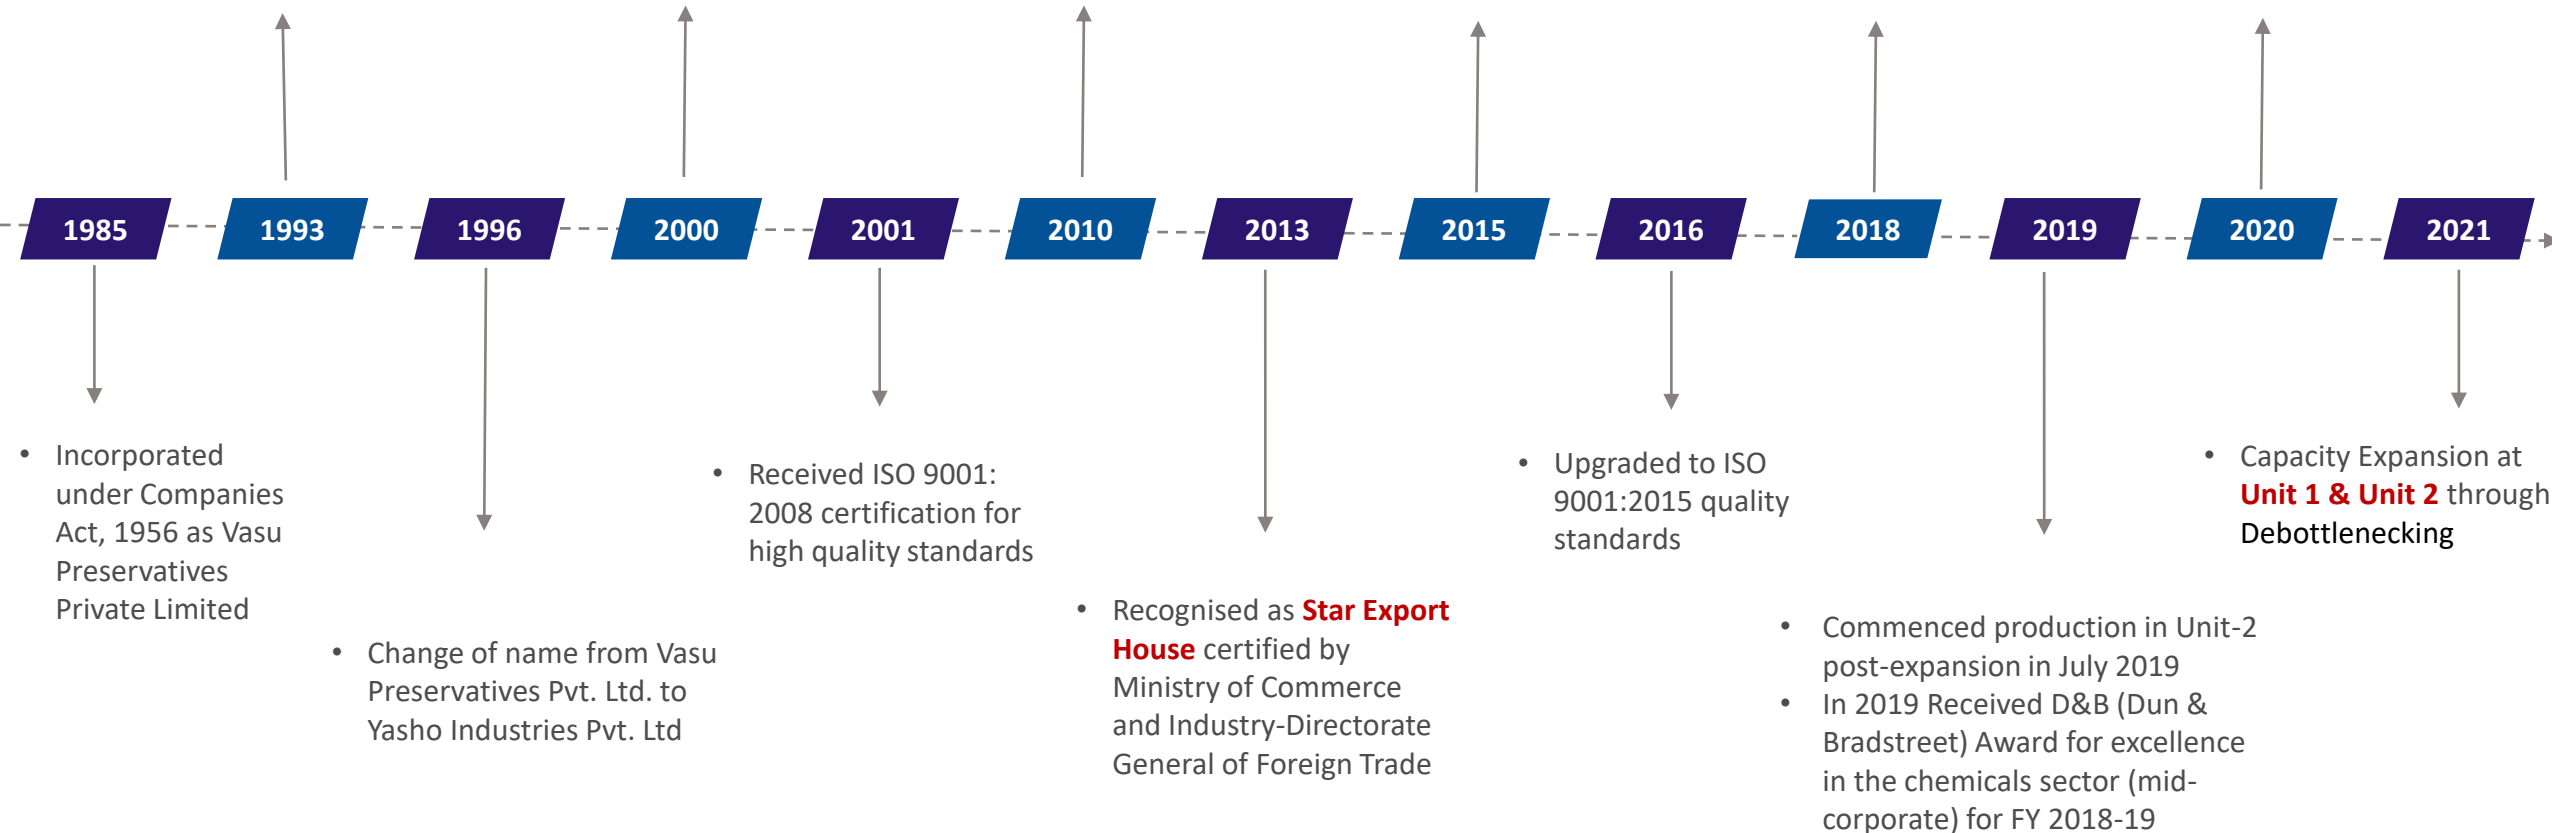 1985
1993
1996
2000
2001
2010
2013
2015
2016
2018
2019
2020
2021
• Incorporated
under Companies
Act, 1956 as Vasu
Preservatives
Private Limited
• Change of name from Vasu
Preservatives Pvt. Ltd. to
Yasho Industries Pvt. Ltd
• Received ISO 9001:
2008 certification for
high quality standards
• Recognised as Star Export
House certified by
Ministry of Commerce
and Industry-Directorate
General of Foreign Trade
• Upgraded to ISO
9001:2015 quality
standards
• Commenced production in Unit-2
post-expansion in July 2019
• In 2019 Received D&B (Dun &
Bradstreet) Award for excellence
in the chemicals sector (mid-
corporate) for FY 2018-19
• Capacity Expansion at
Unit 1 & Unit 2 through
Debottlenecking